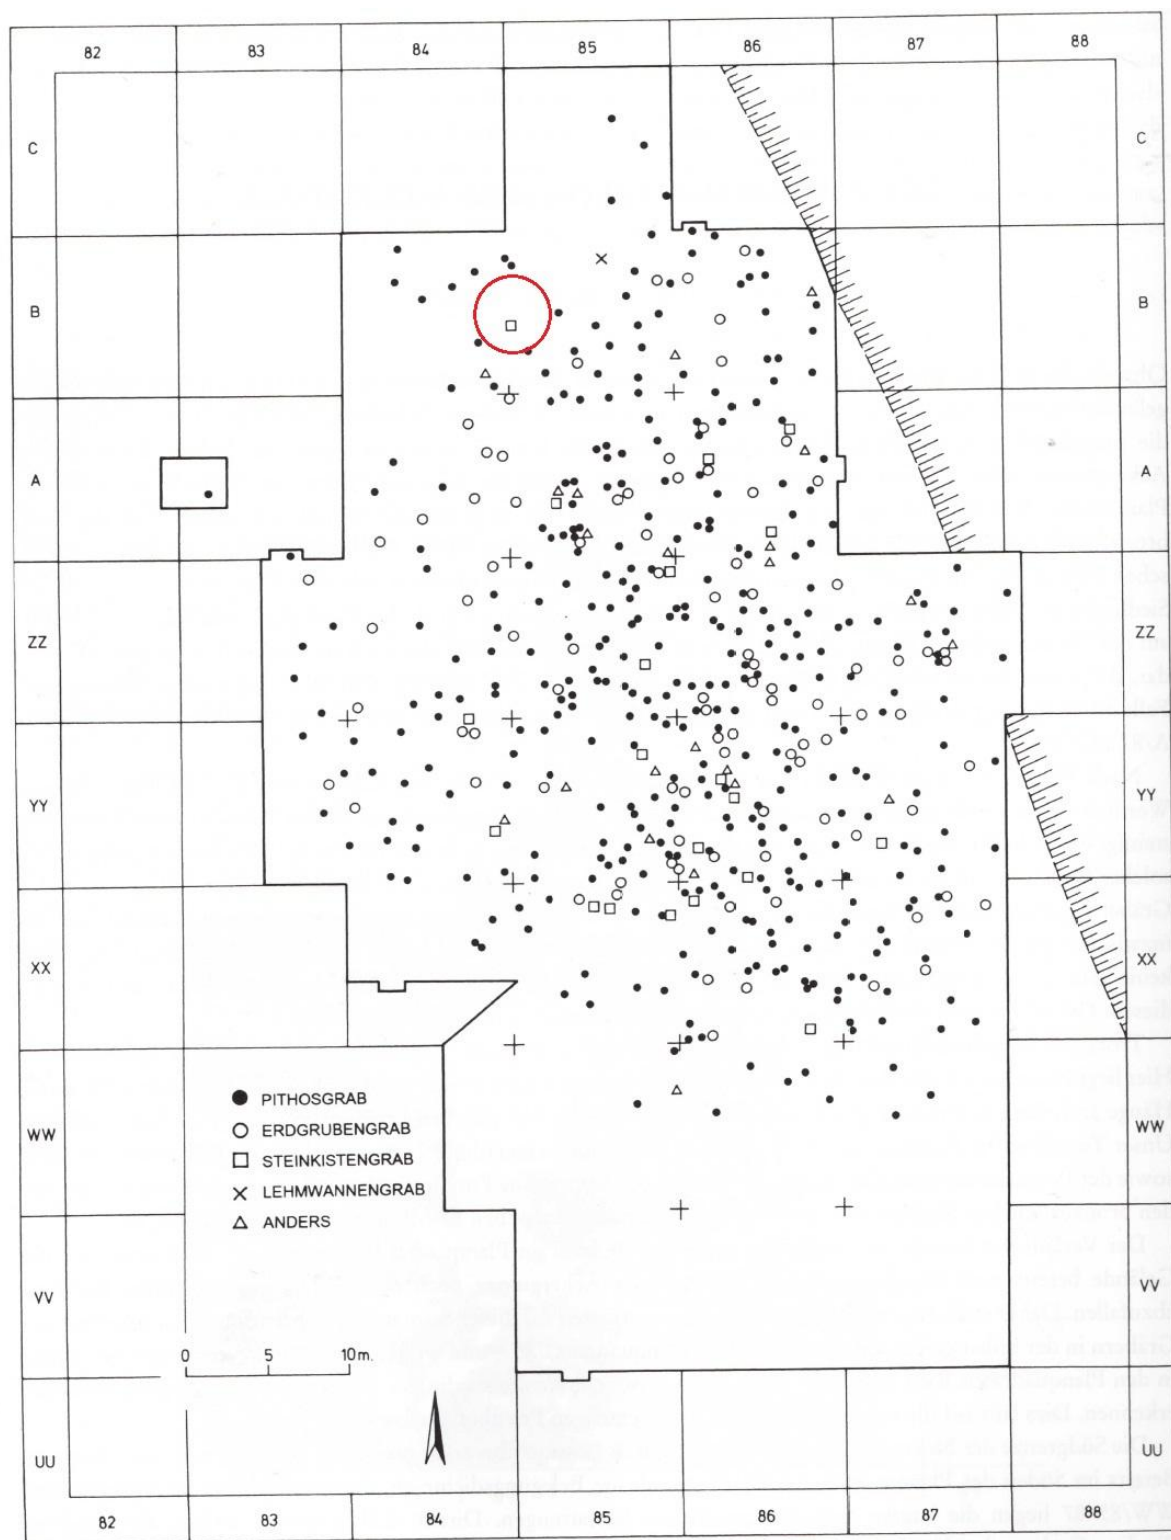 82 83 84 85 86 87 88
C C
B B
A A
ZZ ZZ
YY YY
XX XX
PITHOSGRAB
ERDGRUBENGRAB
STEINKISTENGRAB
LEHMWANNENGRAB
ANDERS
WW WW
VV VV
0 5 10m.
UU UU
82 83 84 85 86 87 88